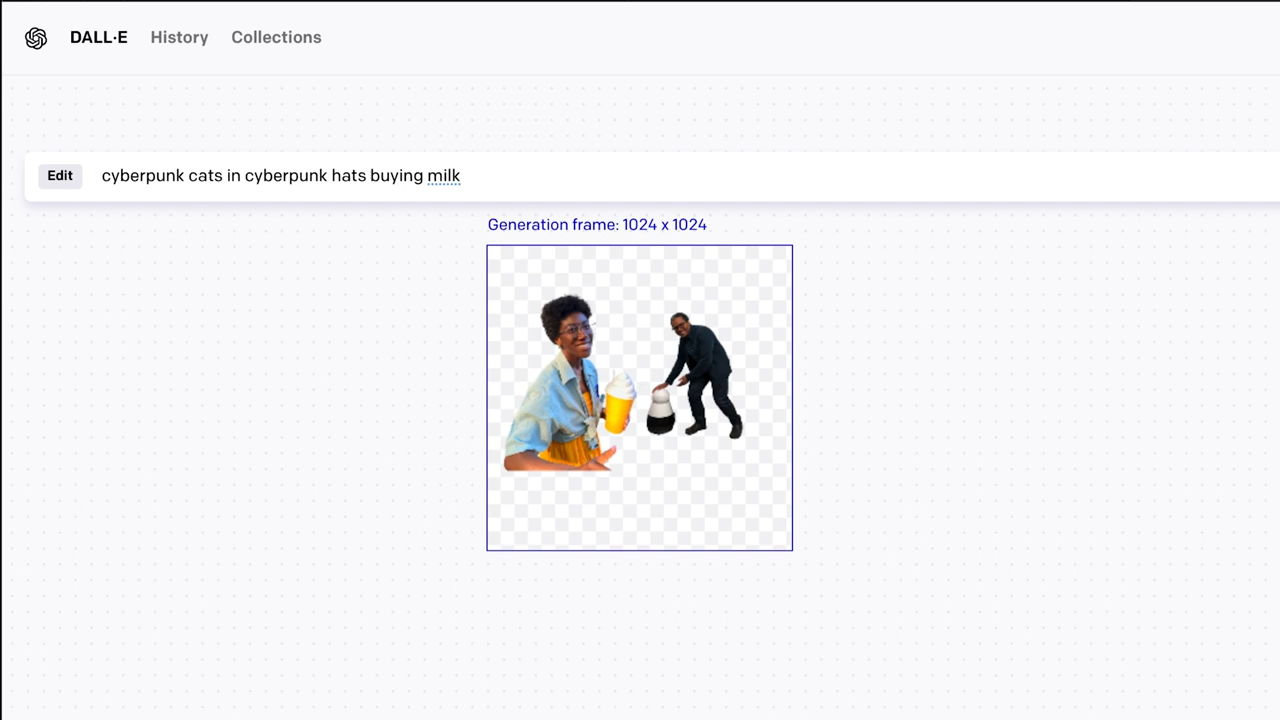 DALL·E History Collections
Edit cyberpunk cats in cyberpunk hats buying milk
Generation frame: 1024 x 1024